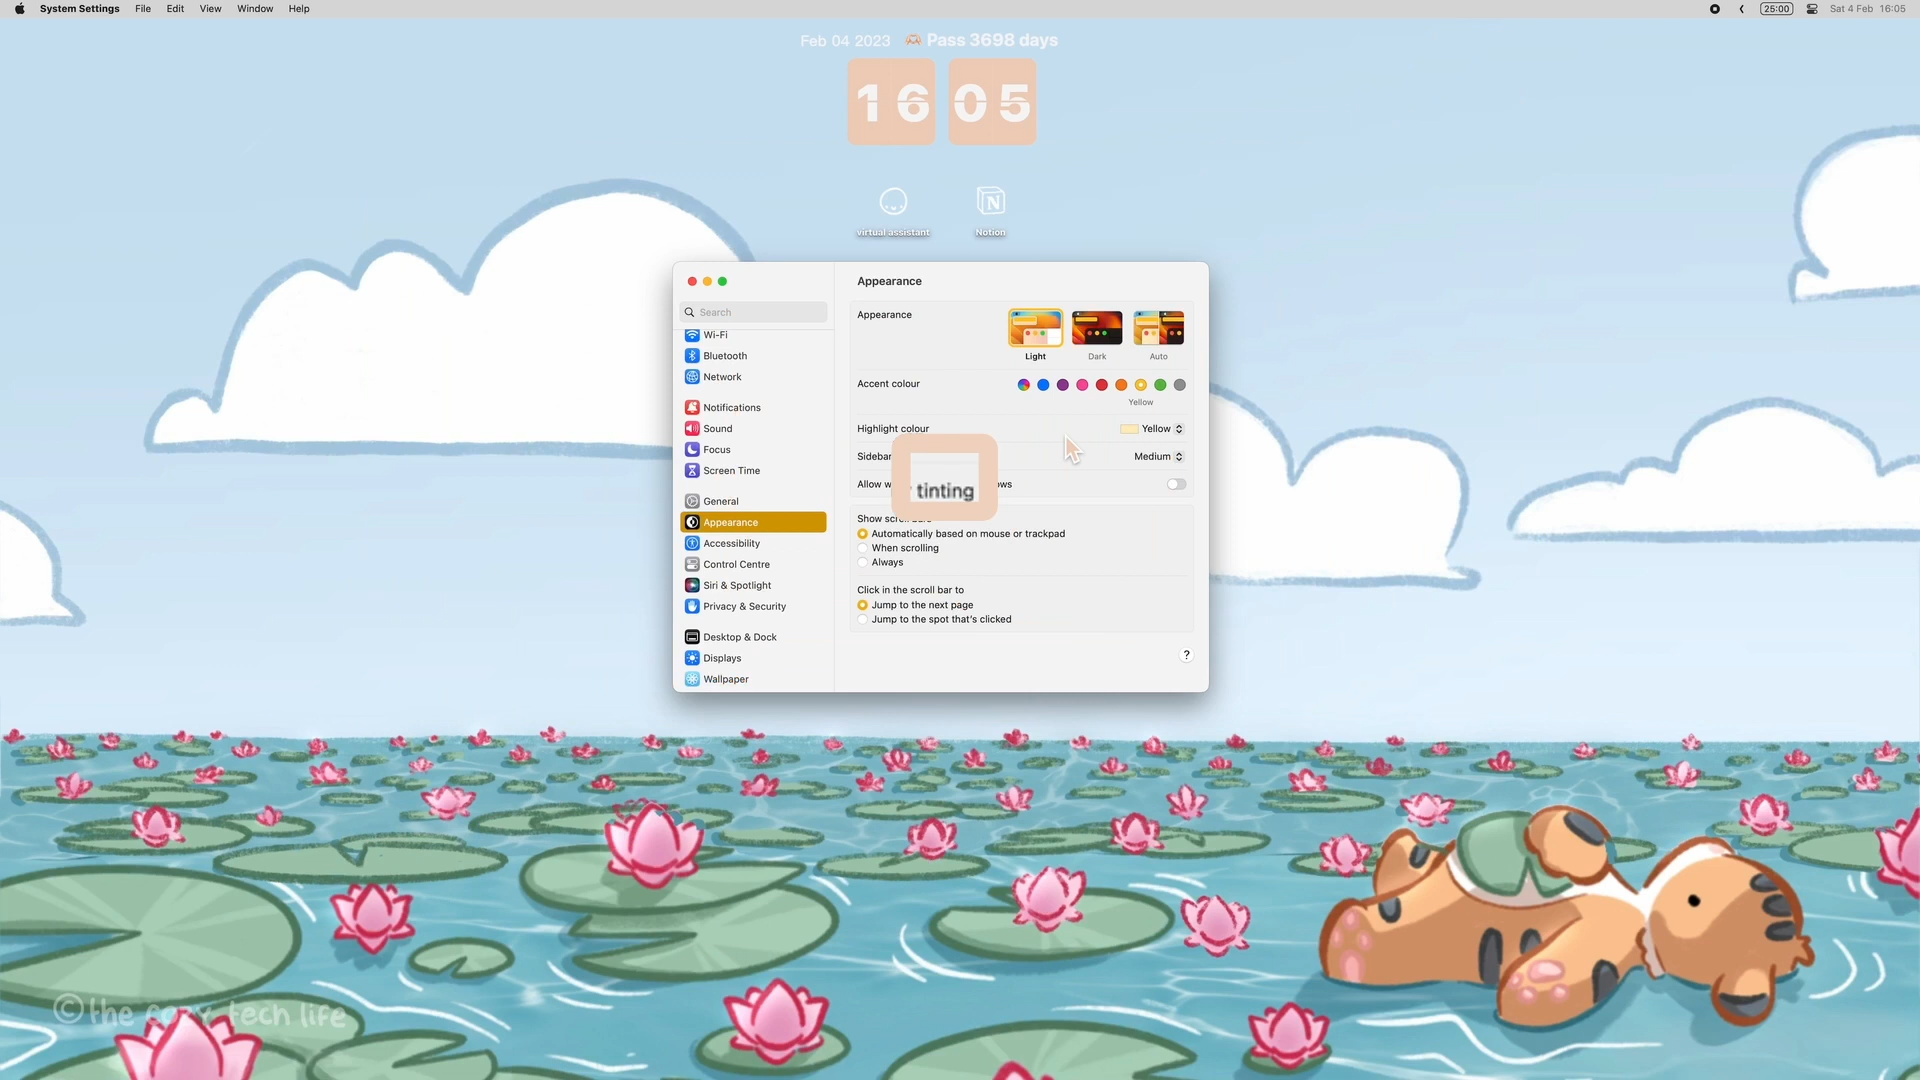 System Settings File Edit View Window Help
25:00 Sat 4 Feb 16:05
Feb 04 2023 Pass 3698 days
16 05
virtual assistant
Notion
Search
Wi-Fi
Bluetooth
Network
Notifications
Sound
Focus
Screen Time
General
Appearance
Accessibility
Control Centre
Siri & Spotlight
Privacy & Security
Desktop & Dock
Displays
Wallpaper
Appearance
Appearance
Light Dark Auto
Accent colour
Yellow
Highlight colour Yellow
Sidebar Medium
Allow w
tinting
ows
Show scroll bars
Automatically based on mouse or trackpad
When scrolling
Always
Click in the scroll bar to
Jump to the next page
Jump to the spot that's clicked
?
©the cozy tech life